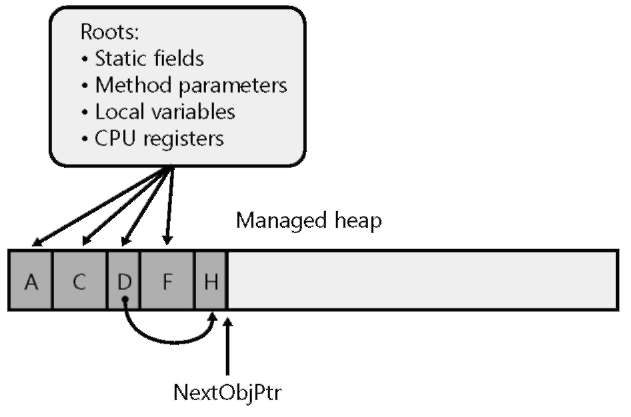 Roots:
• Static fields
• Method parameters
• Local variables
• CPU registers
Managed heap
A C D F H
NextObjPtr